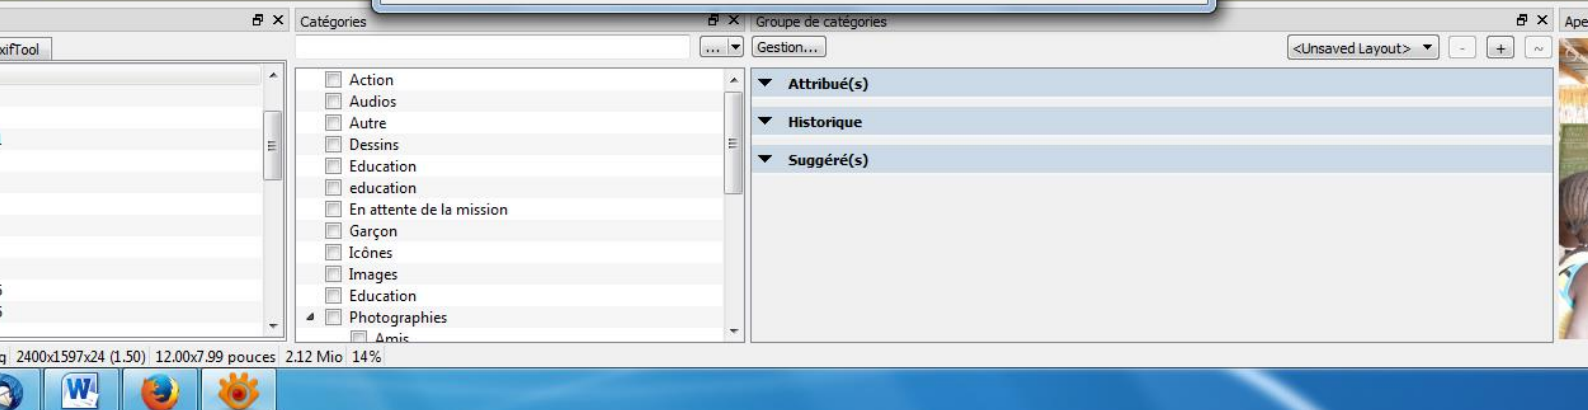 Catégories
Groupe de catégories
xifTool
...
Gestion...
<Unsaved Layout>
-
+
~
Action
Attribué(s)
Audios
Autre
Historique
Dessins
Suggéré(s)
Education
education
En attente de la mission
Garçon
Icônes
Images
Education
Photographies
Amis
2400x1597x24 (1.50) 12.00x7.99 pouces 2.12 Mio 14%
W